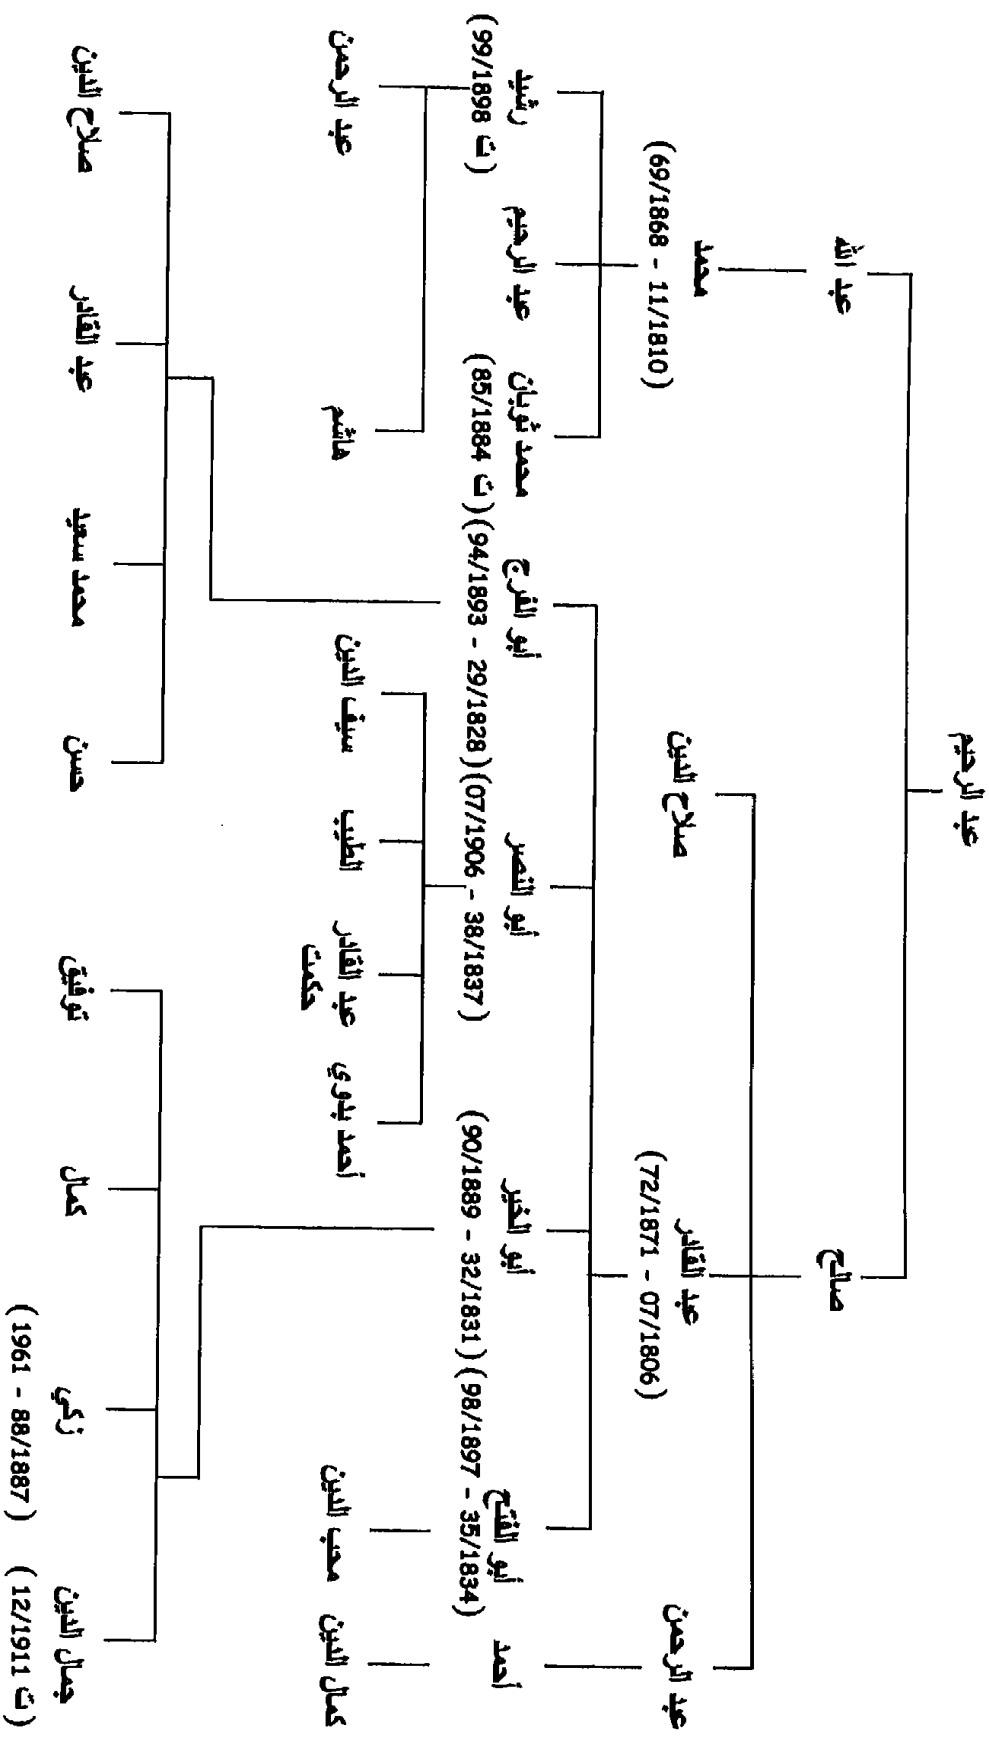 عبد الرحيم
صالح عبد الله
عبد الرحمن عبد القادر صلاح الدين محمد
(1806/07 - 1871/72) (1810/11 - 1868/69)
أحمد أبو الفتح أبو الخير أبو النصر أبو الفرج محمد ثوبان عبد الرحيم رشيد
(1834/35 - 1897/98) (1831/32 - 1889/90) (1837/38 - 1906/07) (1828/29 - 1893/94) (ت 1884/85) (ت 1898/99)
كمال الدين محب الدين أحمد بدوي عبد القادر الطيب سيف الدين هاشم عبد الرحمن
حكمت
جمال الدين زكي كمال توفيق حسن محمد سعيد عبد القادر صلاح الدين
(ت 1911/12) (1887/88 - 1961)